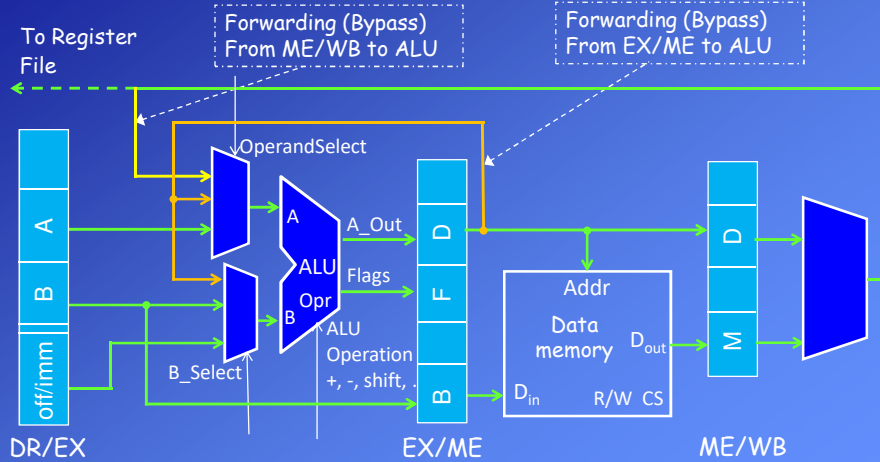 Forwarding (Bypass)
From ME/WB to ALU
Forwarding (Bypass)
From EX/ME to ALU
To Register
File
OperandSelect
A
A
A_Out
D
D
ALU
Flags
B
B
Opr
F
Addr
Data
memory
D_out
M
ALU
Operation
+, -, shift, .
B_Select
off/imm
B
D_in
R/W CS
DR/EX
EX/ME
ME/WB